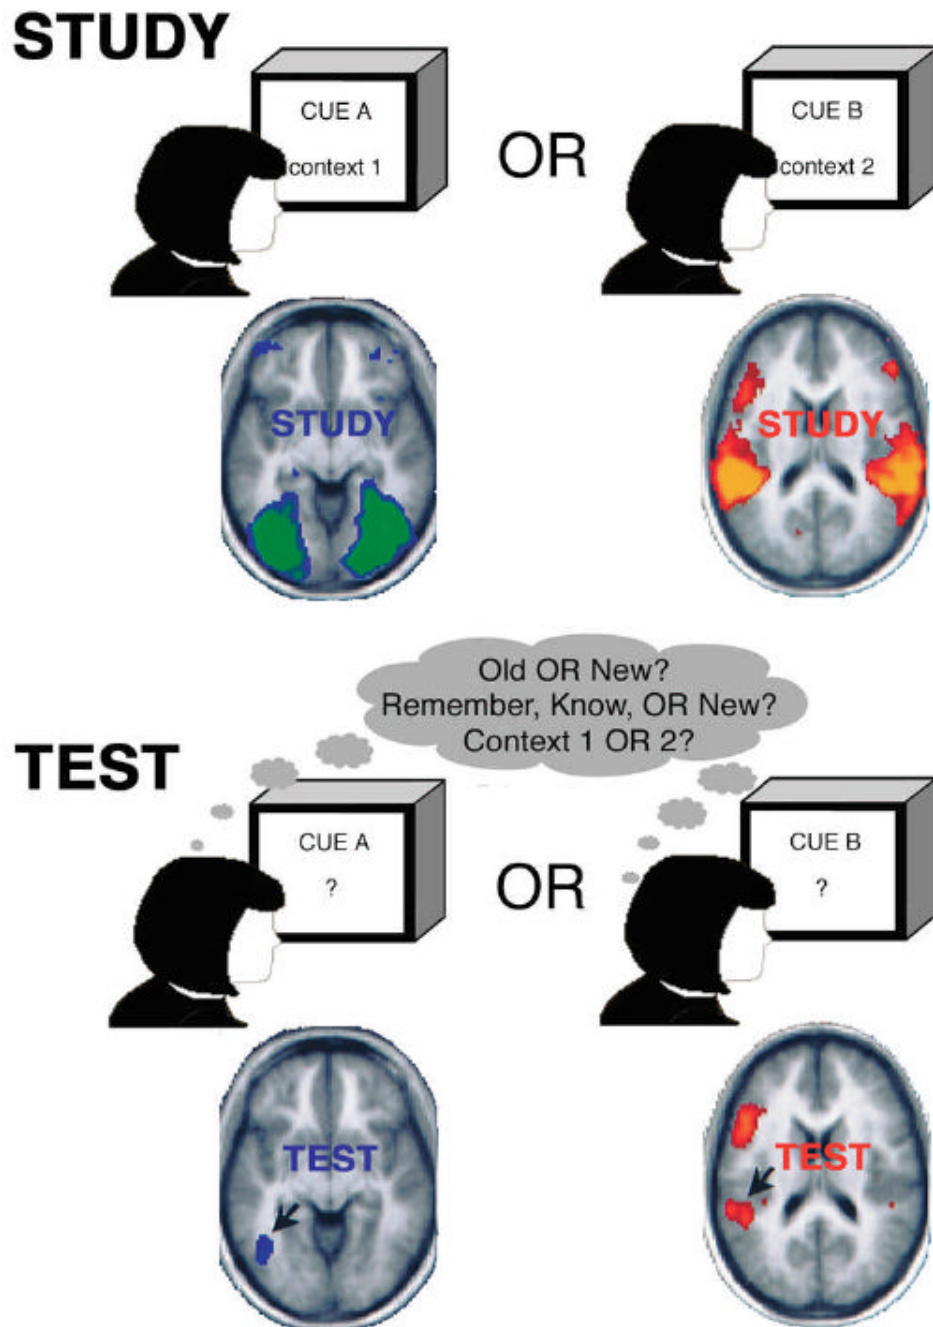 STUDY
CUE A
context 1
OR
CUE B
context 2
STUDY
STUDY
Old OR New?
Remember, Know, OR New?
Context 1 OR 2?
TEST
CUE A
?
OR
CUE B
?
TEST
TEST